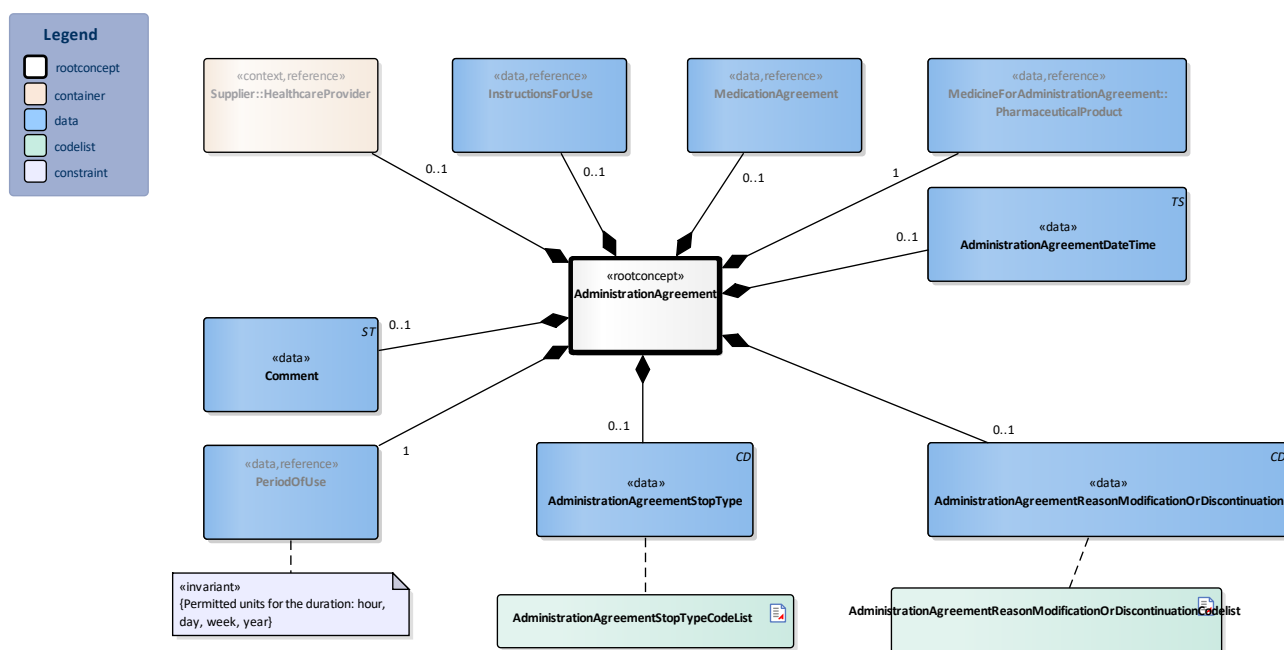 Legend
rootconcept
container
data
codelist
constraint
«context,reference»
Supplier::HealthcareProvider
«data,reference»
InstructionsForUse
«data,reference»
MedicationAgreement
«data,reference»
MedicineForAdministrationAgreement::
PharmaceuticalProduct
0..1
0..1
0..1
1
TS
«data»
AdministrationAgreementDateTime
0..1
«rootconcept»
AdministrationAgreement
ST
«data»
Comment
0..1
«data,reference»
PeriodOfUse
1
CD
«data»
AdministrationAgreementStopType
0..1
CD
«data»
AdministrationAgreementReasonModificationOrDiscontinuation
0..1
«invariant»
{Permitted units for the duration: hour,
day, week, year}
AdministrationAgreementStopTypeCodeList
AdministrationAgreementReasonModificationOrDiscontinuationCodelist